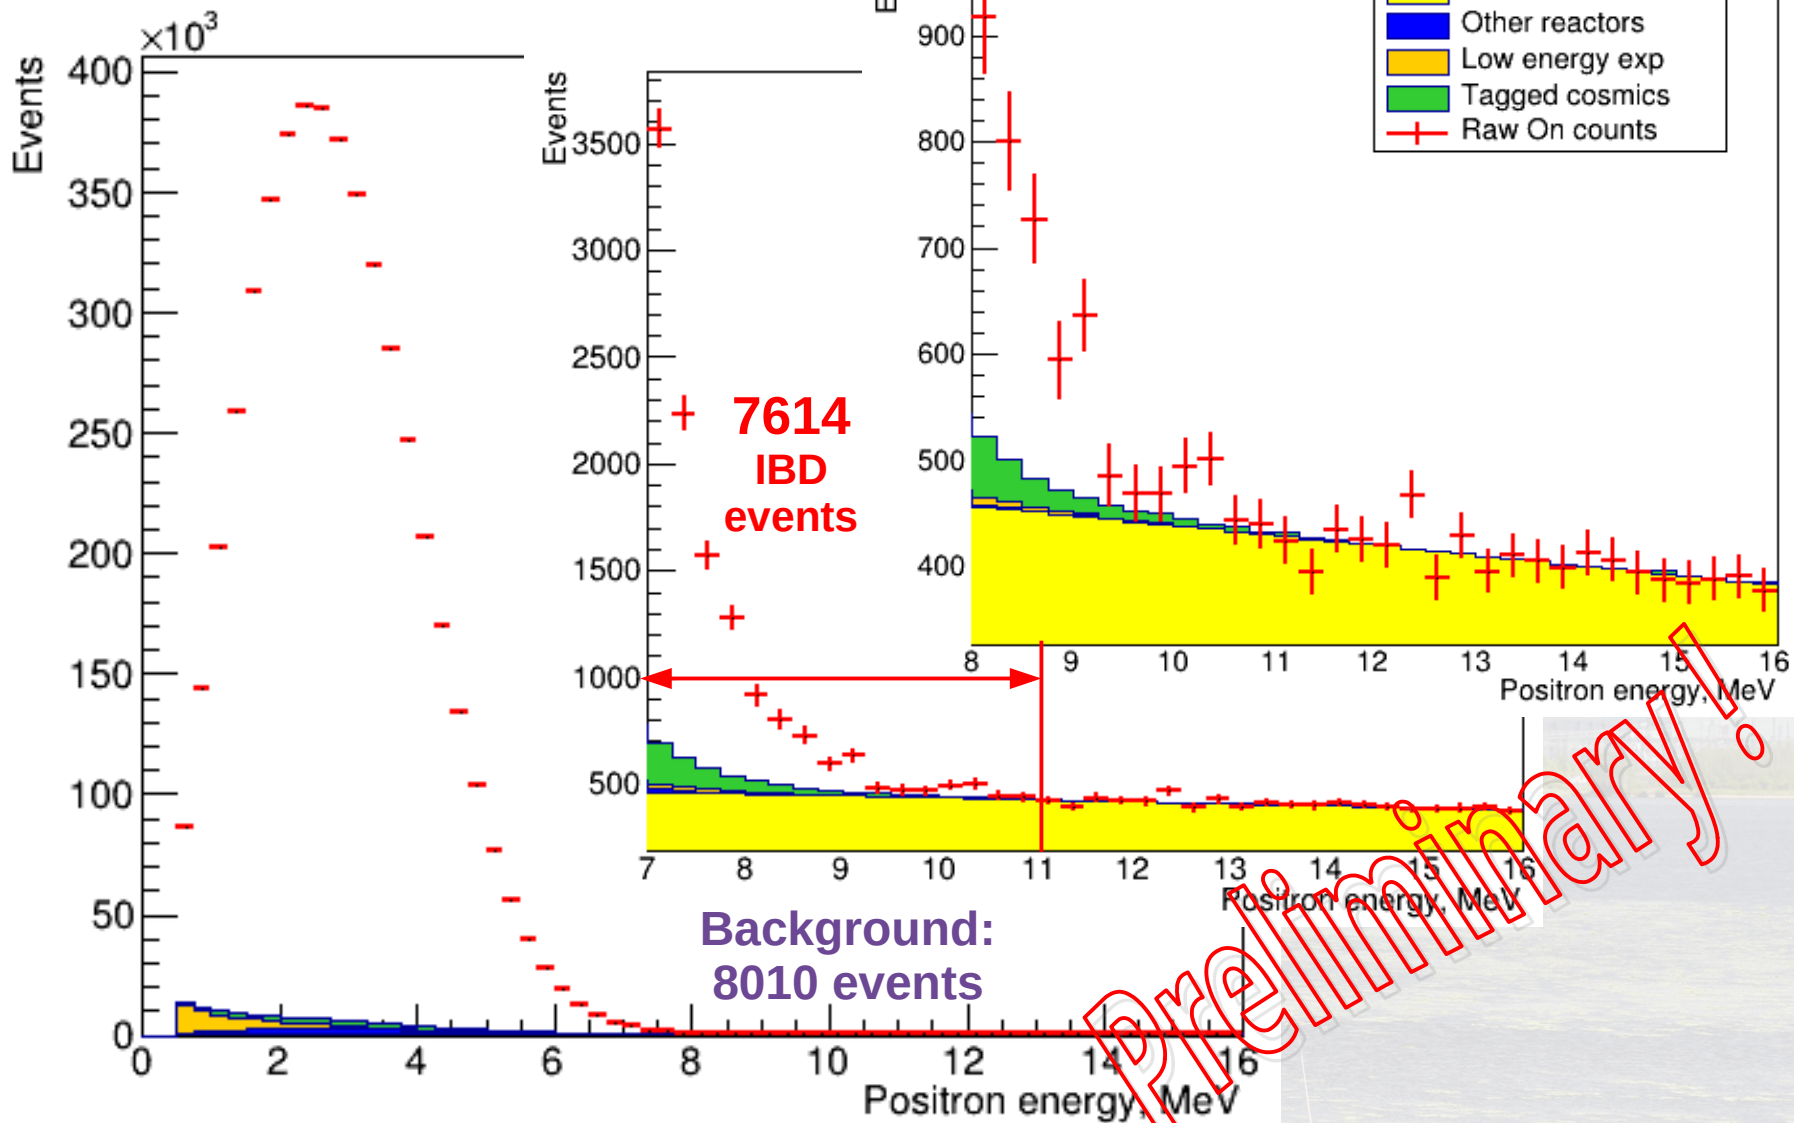 ×10³
Events
400
350
300
250
200
150
100
50
0
0 2 4 6 8 10 12 14 16
Positron energy, MeV
Events
3500
3000
2500
2000
1500
1000
500
7 8 9 10 11 12 13 14 15 16
Positron energy, MeV
7614
IBD
events
Background:
8010 events
900
800
700
600
500
400
8 9 10 11 12 13 14 15 16
Positron energy, MeV
Other reactors
Low energy exp
Tagged cosmics
Raw On counts
Preliminary !